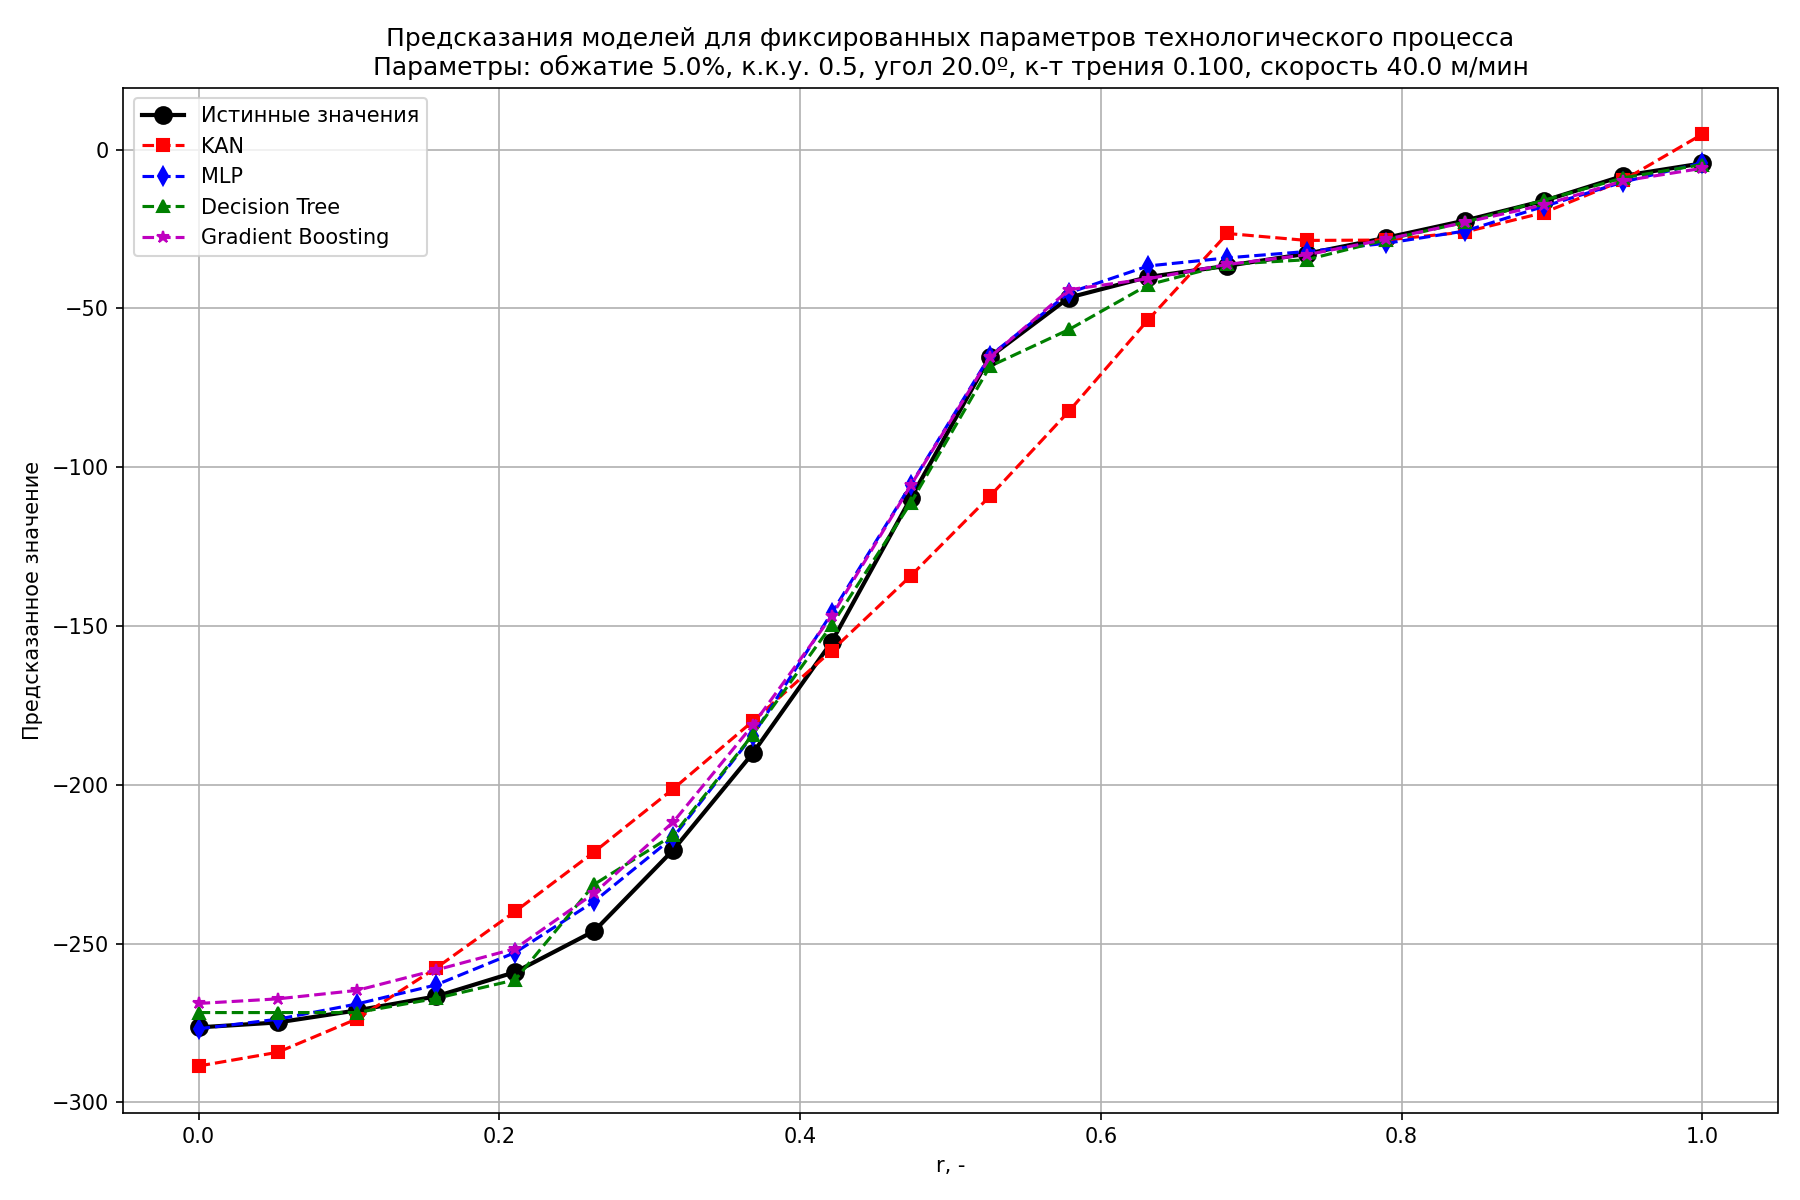 Предсказания моделей для фиксированных параметров технологического процесса
Параметры: обжатие 5.0%, к.к.у. 0.5, угол 20.0º, к-т трения 0.100, скорость 40.0 м/мин
Истинные значения
KAN
MLP
Decision Tree
Gradient Boosting
Предсказанное значение
0
−50
−100
−150
−200
−250
−300
0.0 0.2 0.4 0.6 0.8 1.0
r, -